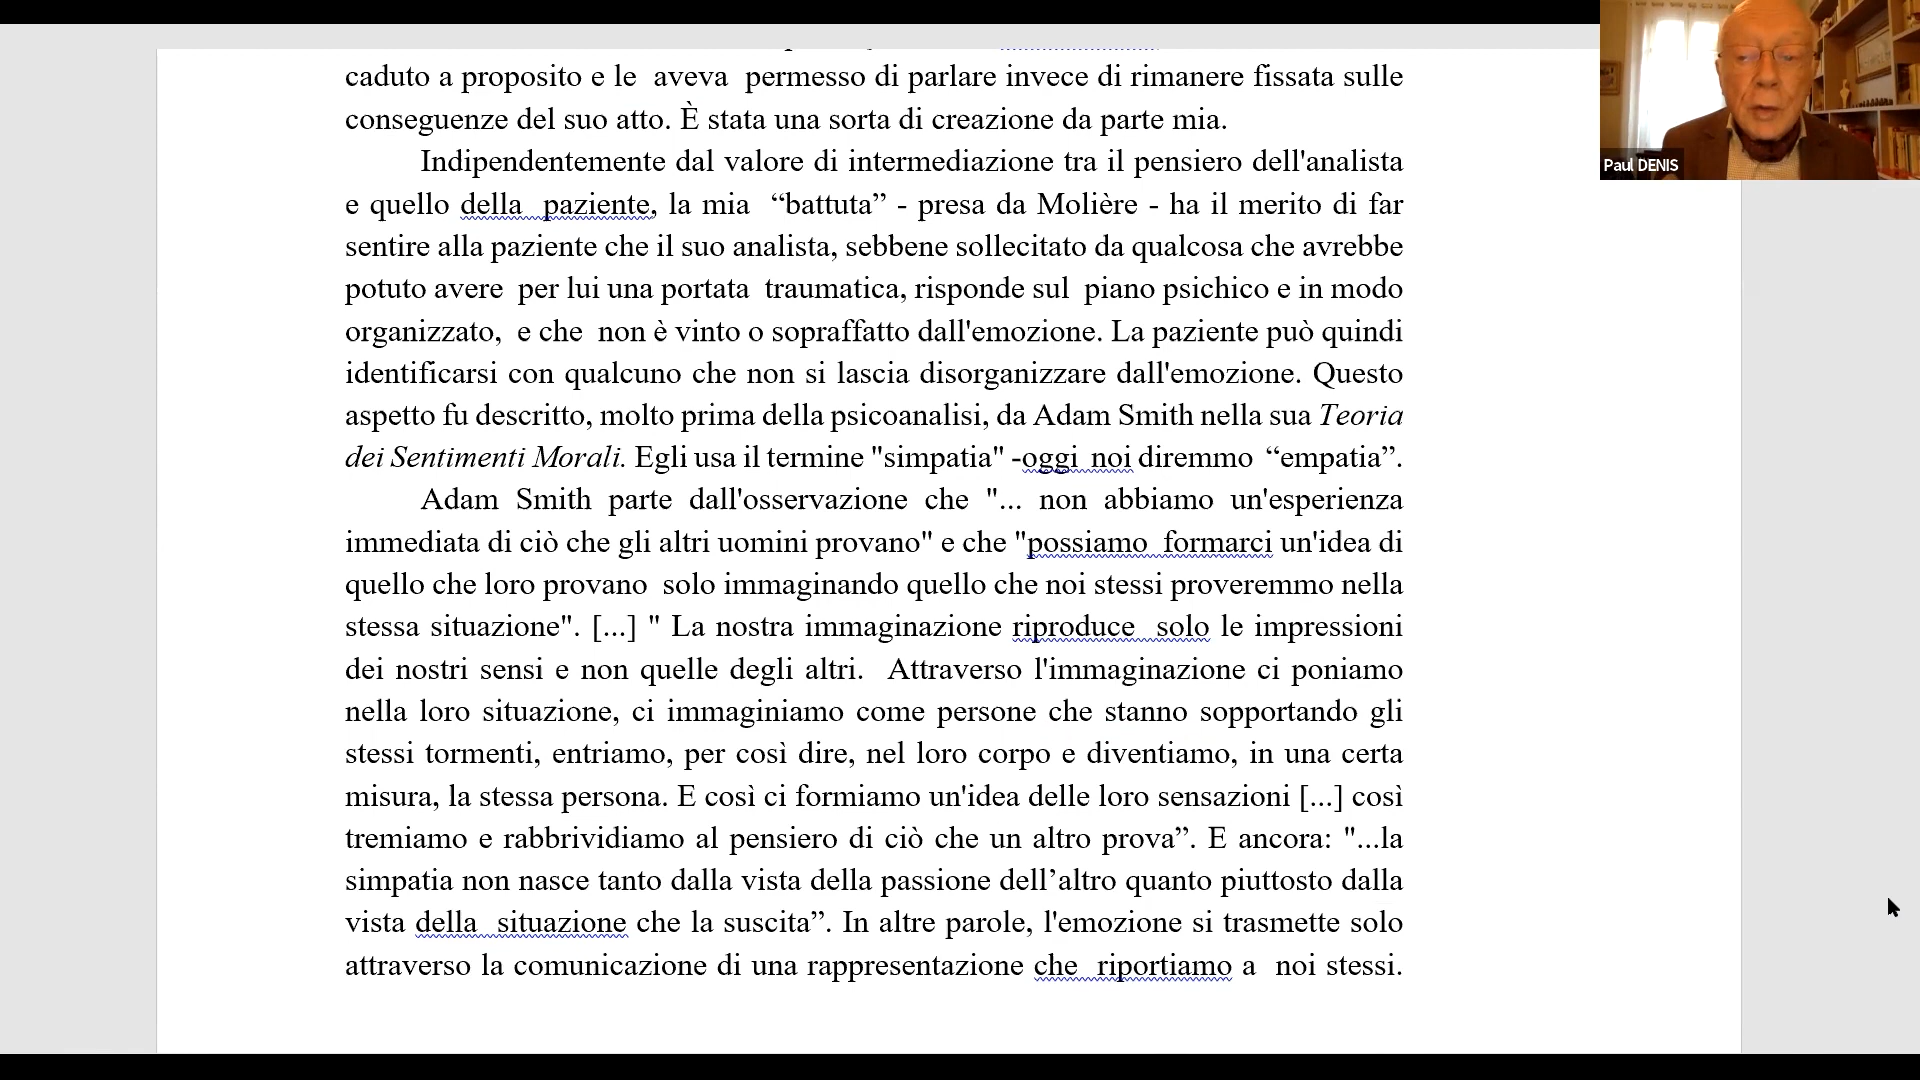 caduto a proposito e le aveva permesso di parlare invece di rimanere fissata sulle
conseguenze del suo atto. È stata una sorta di creazione da parte mia.
Indipendentemente dal valore di intermediazione tra il pensiero dell'analista
e quello della paziente, la mia “battuta” - presa da Molière - ha il merito di far
sentire alla paziente che il suo analista, sebbene sollecitato da qualcosa che avrebbe
potuto avere per lui una portata traumatica, risponde sul piano psichico e in modo
organizzato, e che non è vinto o sopraffatto dall'emozione. La paziente può quindi
identificarsi con qualcuno che non si lascia disorganizzare dall'emozione. Questo
aspetto fu descritto, molto prima della psicoanalisi, da Adam Smith nella sua Teoria
dei Sentimenti Morali. Egli usa il termine "simpatia" -oggi noi diremmo “empatia”.
Adam Smith parte dall'osservazione che "... non abbiamo un'esperienza
immediata di ciò che gli altri uomini provano" e che "possiamo formarci un'idea di
quello che loro provano solo immaginando quello che noi stessi proveremmo nella
stessa situazione". [...] " La nostra immaginazione riproduce solo le impressioni
dei nostri sensi e non quelle degli altri. Attraverso l'immaginazione ci poniamo
nella loro situazione, ci immaginiamo come persone che stanno sopportando gli
stessi tormenti, entriamo, per così dire, nel loro corpo e diventiamo, in una certa
misura, la stessa persona. E così ci formiamo un'idea delle loro sensazioni [...] così
tremiamo e rabbrividiamo al pensiero di ciò che un altro prova”. E ancora: "...la
simpatia non nasce tanto dalla vista della passione dell’altro quanto piuttosto dalla
vista della situazione che la suscita”. In altre parole, l'emozione si trasmette solo
attraverso la comunicazione di una rappresentazione che riportiamo a noi stessi.
Paul DENIS